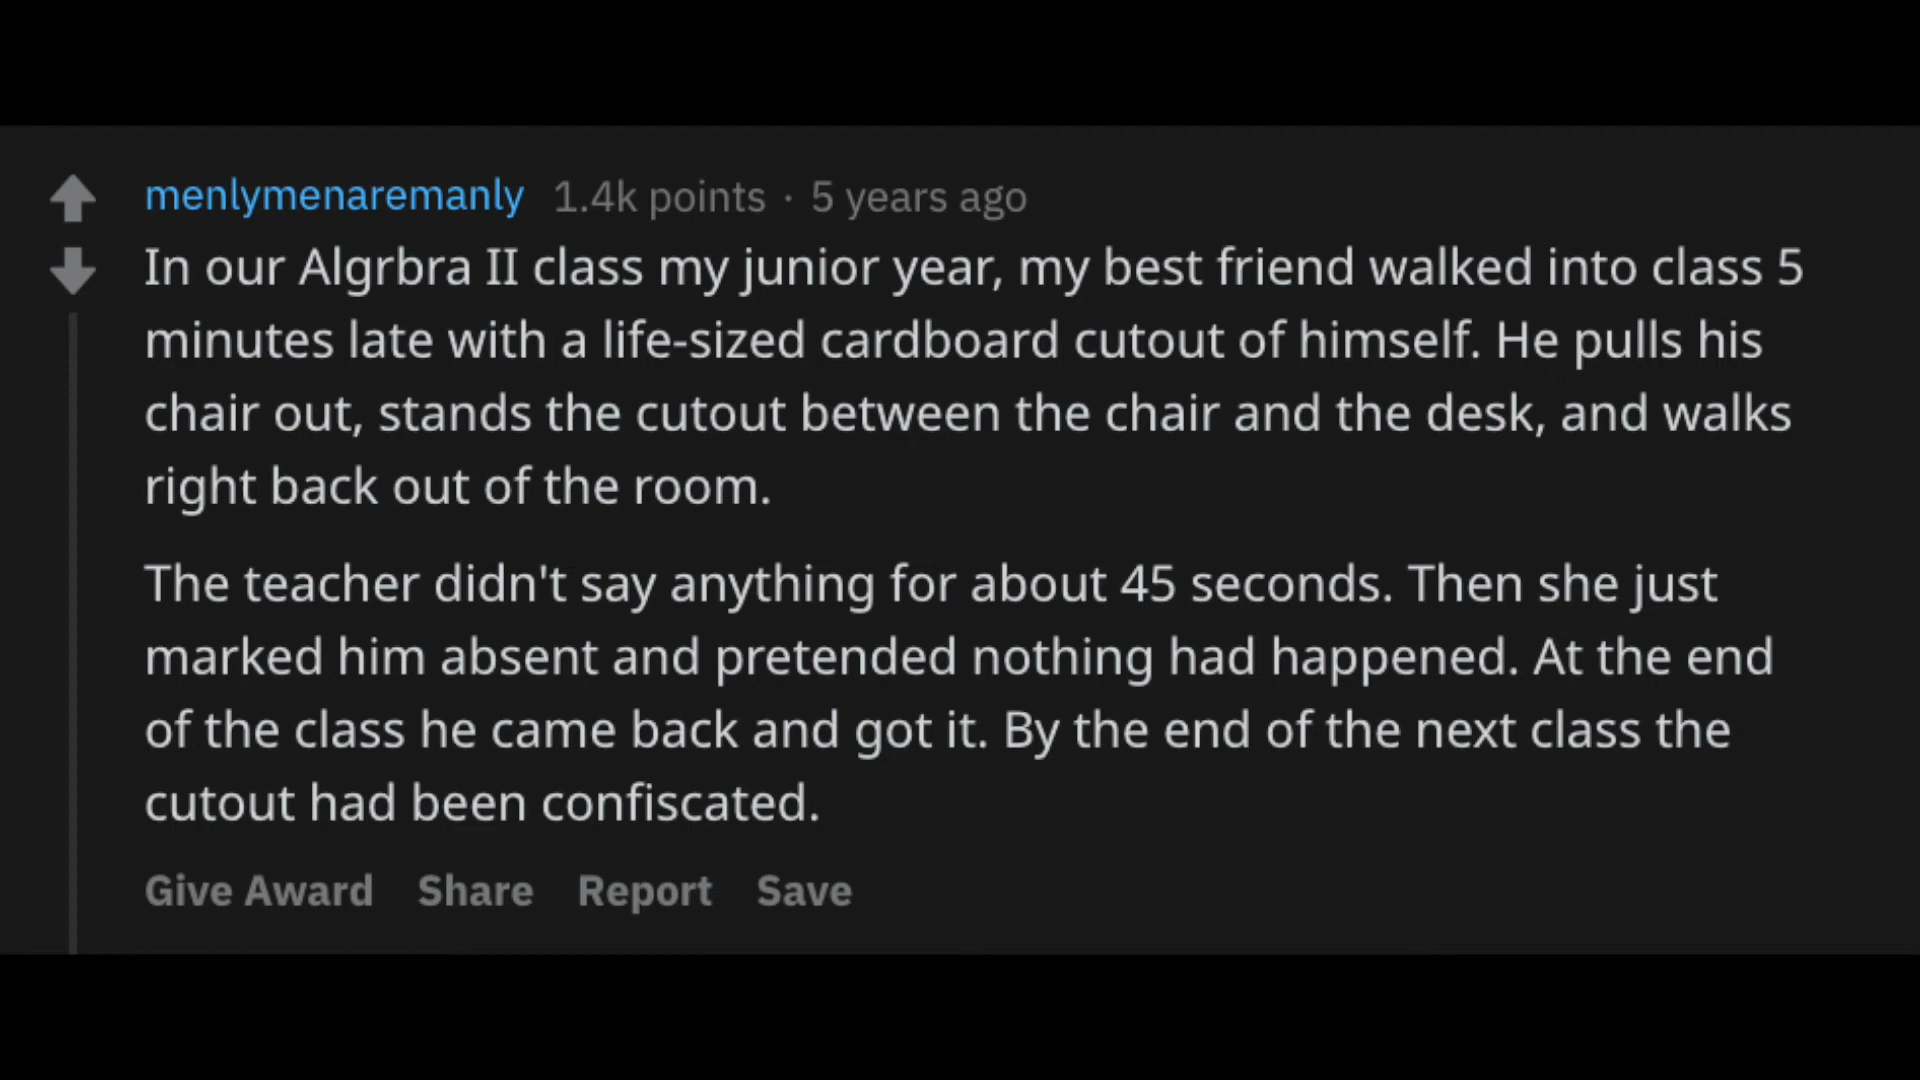 menlymenaremanly 1.4k points · 5 years ago
In our Algrbra II class my junior year, my best friend walked into class 5
minutes late with a life-sized cardboard cutout of himself. He pulls his
chair out, stands the cutout between the chair and the desk, and walks
right back out of the room.
The teacher didn't say anything for about 45 seconds. Then she just
marked him absent and pretended nothing had happened. At the end
of the class he came back and got it. By the end of the next class the
cutout had been confiscated.
Give Award Share Report Save